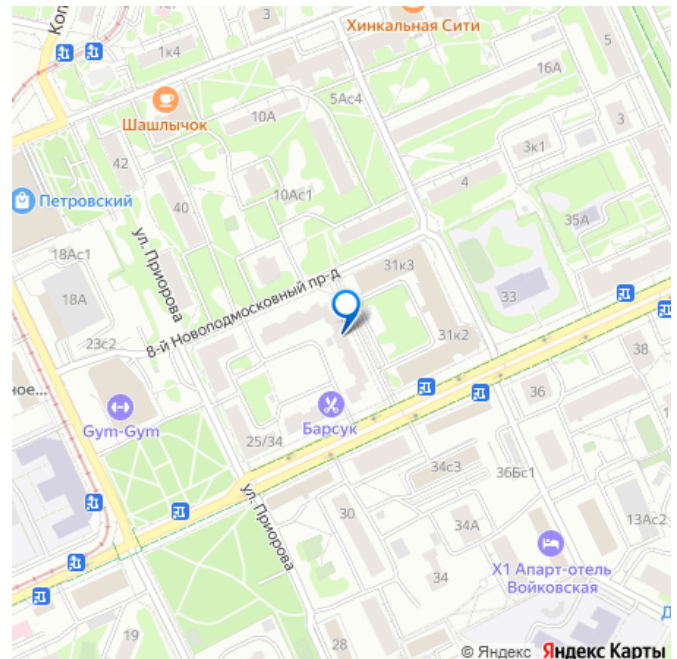 3
Хинкальная Сити
Коп
1к4
5
16А
5Ас4
10А
Шашлычок
3
3к1
42
4
Петровский
40
10Ас1
35А
ул. Приорова
18Ас1
31к3
18А
33
8-й Новоподмосковный пр-д
23с2
31к2
38
ное...
36
Gym-Gym
Барсук
25/34
34с3
36Бс1
ул. Приорова
30
34А
13Ас2
Х1 Апарт-отель
Войковская
34
Д
19
28
© Яндекс Яндекс Карты